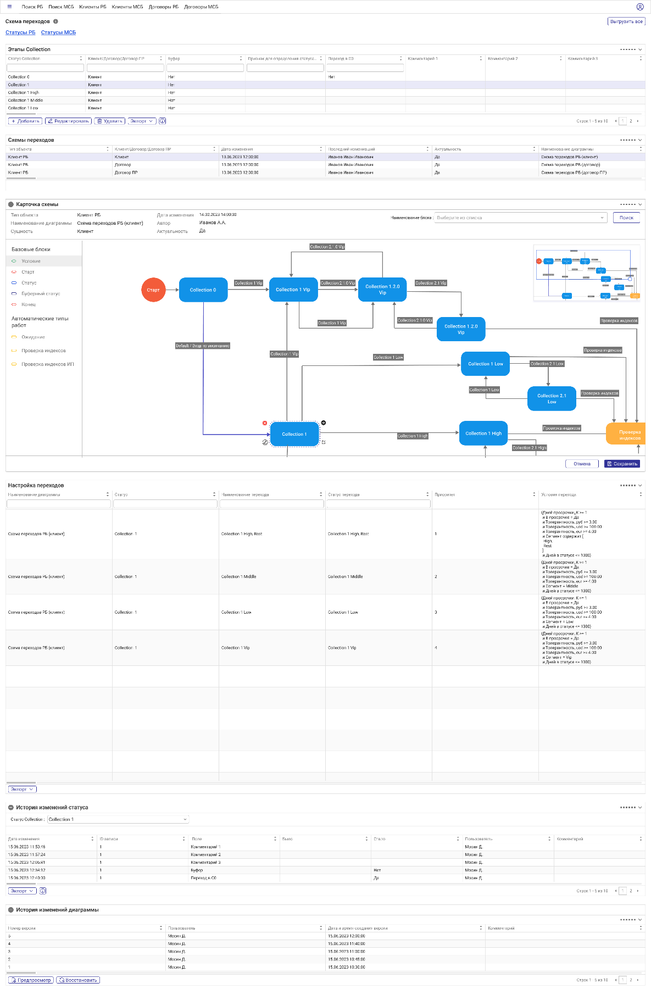 Поиск РБ Поиск МСБ Клиенты РБ Клиенты МСБ Договоры РБ Договоры МСБ
Схема переходов
Выгрузить все
Статусы РБ Статусы МСБ
Этапы Collection
Статус Collection Клиент/Договор/Договор ПР Буфер Признак для определения статуса... Переход в С0 Комментарий 1 Комментарий 2 Комментарий 3
Collection 0 Клиент Нет Нет
Collection 1 Клиент Нет
Collection 1 High Клиент Нет
Collection 1 Middle Клиент Нет
Collection 1 Low Клиент Нет
Добавить Редактировать Удалить Экпорт Строк 1 - 5 из 10 1 2
Схемы переходов
Тип объекта Клиент/Договор/Договор ПР Дата изменения Последний изменивший Актуальность Наименование диаграммы
Клиент РБ Клиент 13.06.2023 12:00:00 Иванов Иван Иванович Да Схема переходов РБ (клиент)
Клиент РБ Договор 13.06.2023 12:00:00 Иванов Иван Иванович Да Схема переходов РБ (договор)
Клиент РБ Договор ПР 13.06.2023 12:00:00 Иванов Иван Иванович Да Схема переходов РБ (договор ПР)
Карточка схемы
Тип объекта Клиент РБ Дата изменения 14.02.2023 14:00:00
Наименование диаграммы Схема переходов РБ (клиент) Автор Иванов А.А.
Сущность Клиент Актуальность Да
Наименование блока : Выберите из списка Поиск
Базовые блоки
Условие
Старт
Статус
Буферный статус
Конец
Автоматические типы
работ
Ожидание
Проверка индексов
Проверка индексов ИП
Collection 2.1.0 Vip
Старт
Collection 0
Collection 1 Vip
Collection 1 VIp
Collection 2.1.0 Vip
Collection 1.2.0
Vip
Collection 2.1 Vip
Collection 1 Vip
Collection 2.1.0 Vip
Collection 1.2.0
Vip
Проверка индексов
Default / Вход по умолчанию
Collection 1 Vip
Collection 1 Low
Collection 1 Low
Проверка индексов
Collection 2.1 Low
Collection 1 Low
Collection 2.1
Low
Проверка индексов
Collection 1
Collection 1 High
Collection 1 High
Проверка индексов
Collection 2.1 High
Проверка
индексов
Отмена Сохранить
Настройка переходов
Наименование диаграммы Статус Наименование перехода Статус перехода Приоритет Условия перехода
Схема переходов РБ (клиент) Collection 1 Collection 1 High, Rest Collection 1 High, Rest 1
(Дней просрочки_К >= 1
и В просрочке = Да
и Толерантность, руб >= 3.00
и Толерантность, usd >= 100.00
и Толерантность, eur >= 4.00
и Сегмент содержит [
High,
Rest
]
и Дней в статусе <= 1000)
Схема переходов РБ (клиент) Collection 1 Collection 1 Middle Collection 1 Middle 2
(Дней просрочки_К >= 1
и В просрочке = Да
и Толерантность, руб >= 3.00
и Толерантность, usd >= 100.00
и Толерантность, eur >= 4.00
и Сегмент = Middle
и Дней в статусе <= 1000)
Схема переходов РБ (клиент) Collection 1 Collection 1 Low Collection 1 Low 3
(Дней просрочки_К >= 1
и В просрочке = Да
и Толерантность, руб >= 3.00
и Толерантность, usd >= 100.00
и Толерантность, eur >= 4.00
и Сегмент = Low
и Дней в статусе <= 1000)
Схема переходов РБ (клиент) Collection 1 Collection 1 Vip Collection 1 Vip 4
(Дней просрочки_К >= 1
и В просрочке = Да
и Толерантность, руб >= 3.00
и Толерантность, usd >= 100.00
и Толерантность, eur >= 4.00
и Сегмент = Vip
и Дней в статусе <= 1000)
Экпорт
История изменений статуса
Статус Collection : Collection 1
Дата изменения ID записи Поле Было Стало Пользователь Комментарий
15.06.2023 11:53:46 1 Комментарий 1 Мосин Д.
15.06.2023 11:57:24 1 Комментарий 2 Мосин Д.
15.06.2023 12:06:41 1 Комментарий 3 Мосин Д.
15.06.2023 12:34:12 1 Буфер Нет Мосин Д.
15.06.2023 12:40:00 1 Переход в С0 Да Мосин Д.
Экпорт Строк 1 - 5 из 10 1 2
История изменений диаграммы
Номер версии Пользователь Дата и время создания версии Комментарий
5 Мосин Д. 15.06.2023 12:00:00
4 Мосин Д. 15.06.2023 11:40:00
3 Мосин Д. 15.06.2023 11:00:00
2 Мосин Д. 15.06.2023 10:45:00
1 Мосин Д. 15.06.2023 10:30:00
Предпросмотр Восстановить Строк 1 - 5 из 10 1 2